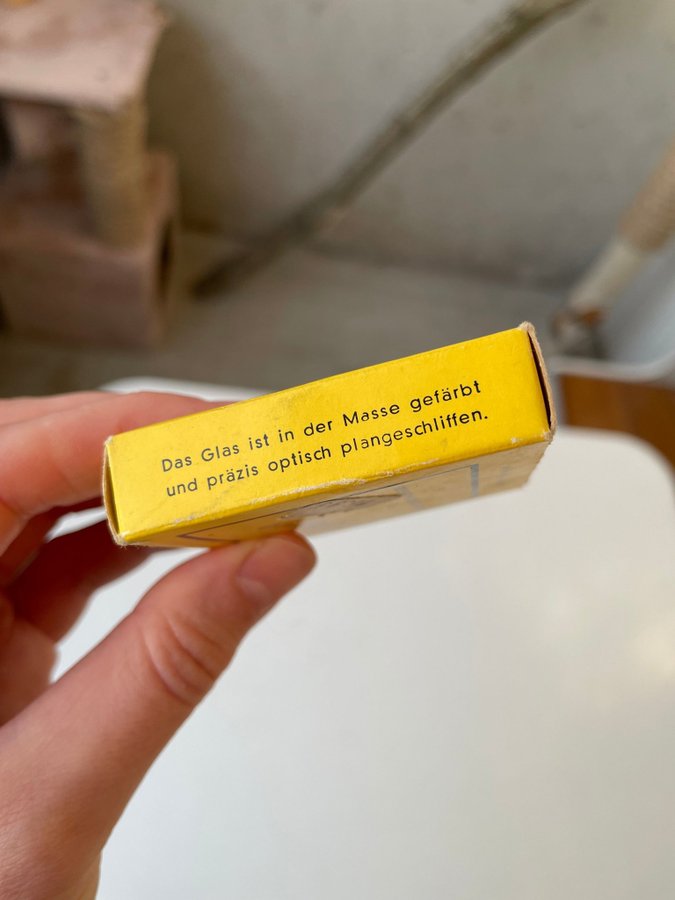 Das Glas ist in der Masse gefärbt
und präzis optisch plangeschliffen.